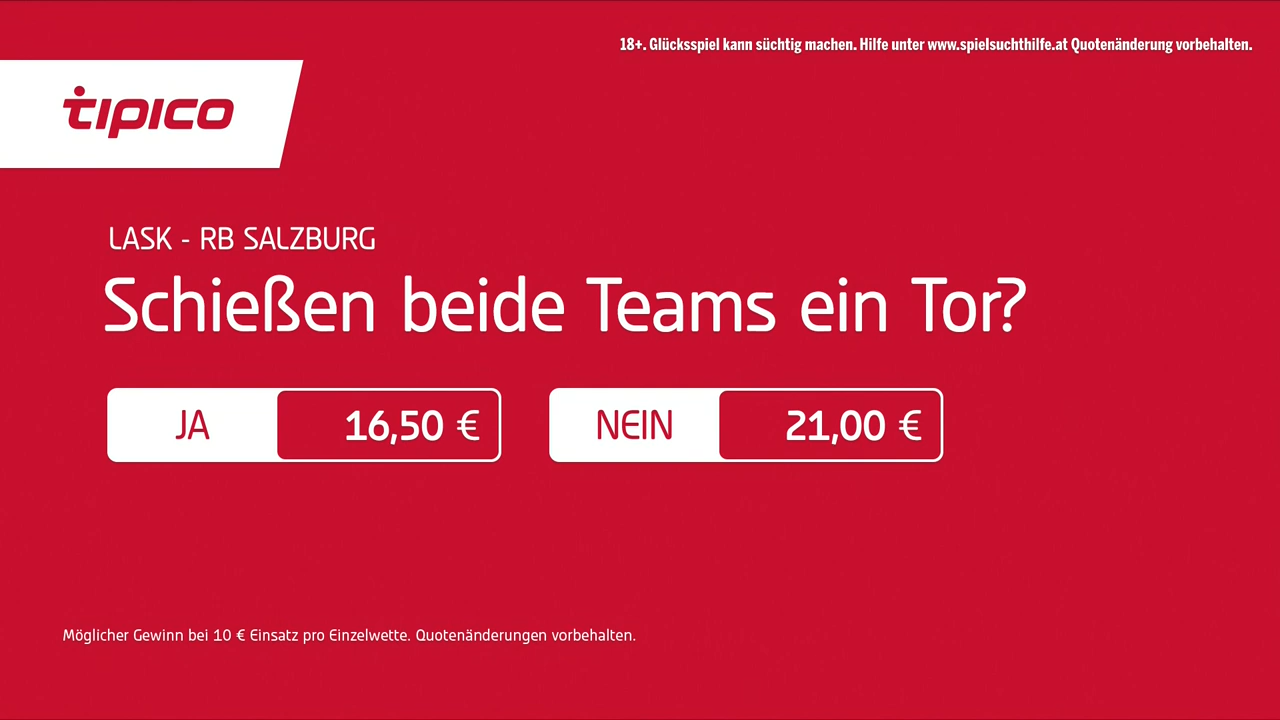 18+. Glücksspiel kann süchtig machen. Hilfe unter www.spielsuchthilfe.at Quotenänderung vorbehalten.
tipico
LASK - RB SALZBURG
Schießen beide Teams ein Tor?
JA 16,50 € NEIN 21,00 €
Möglicher Gewinn bei 10 € Einsatz pro Einzelwette. Quotenänderungen vorbehalten.